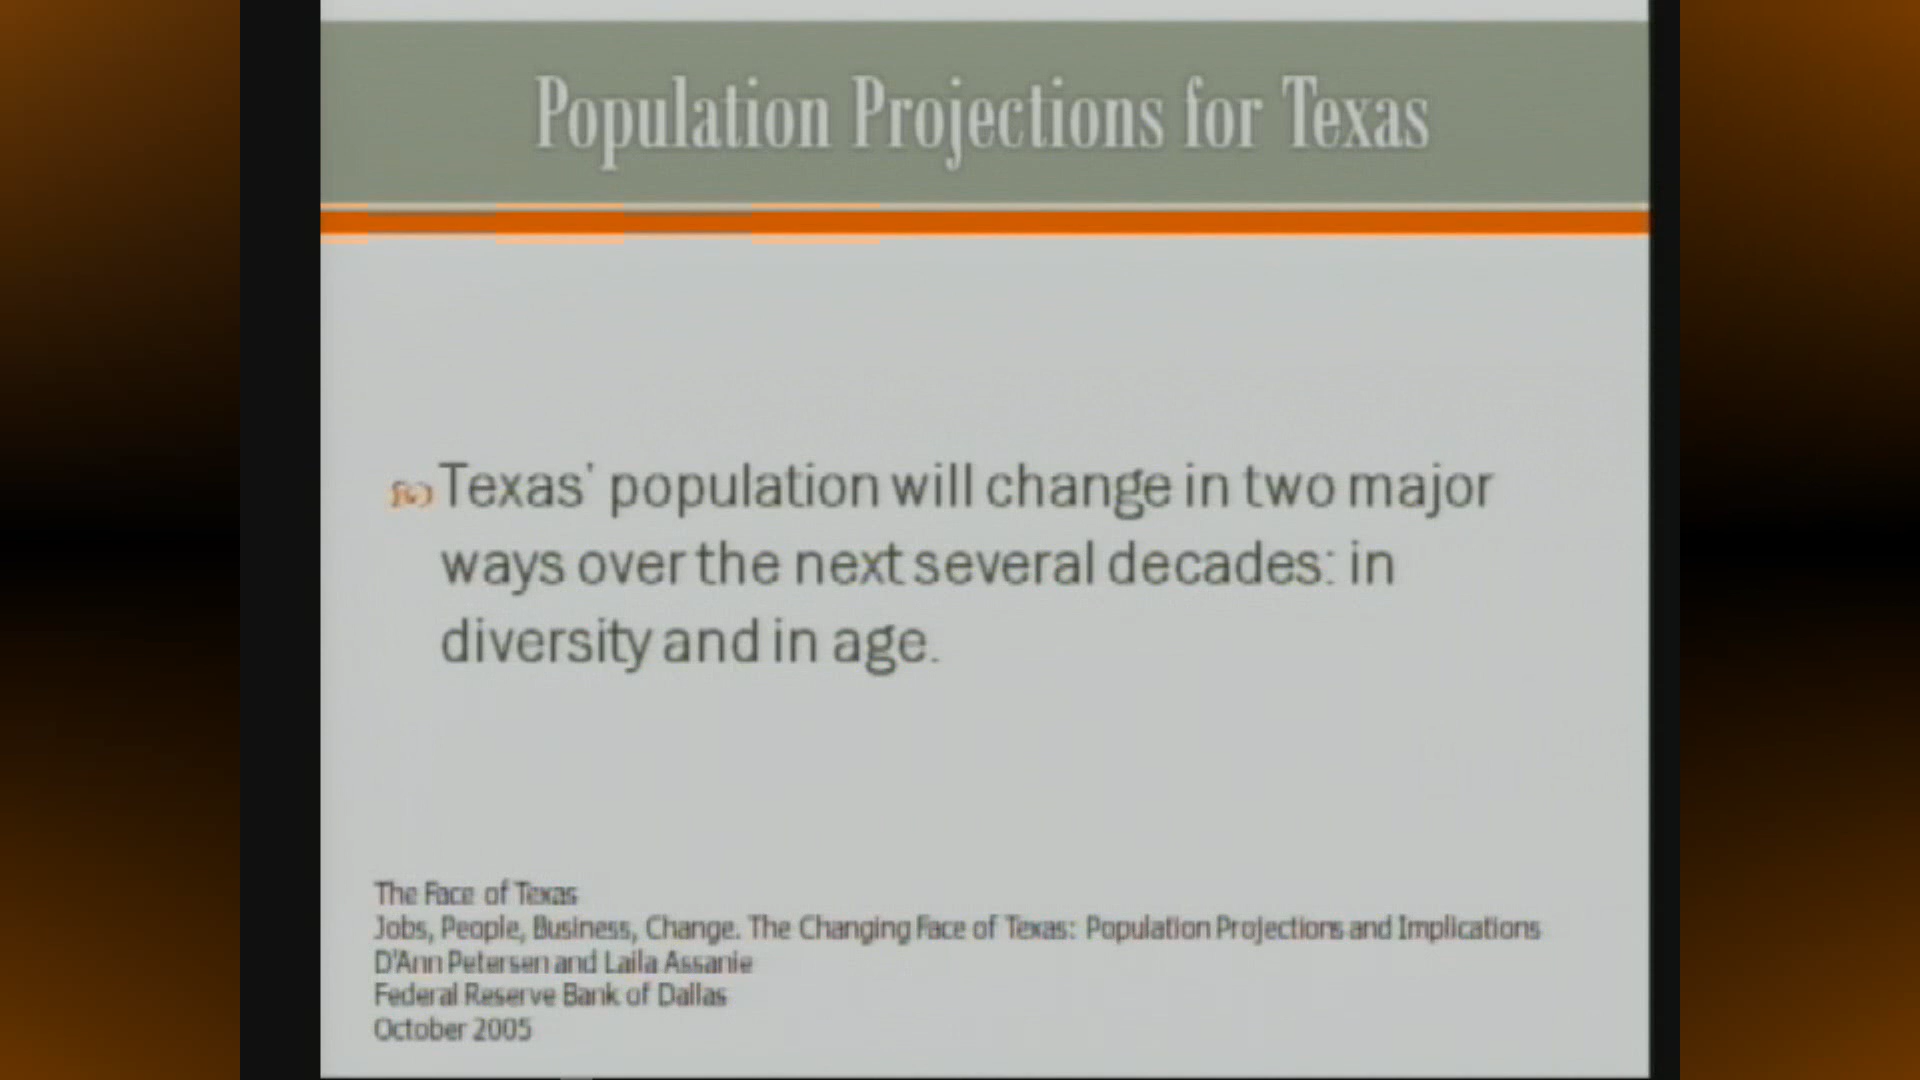 Population Projections for Texas
Texas' population will change in two major
ways over the next several decades: in
diversity and in age.
The Face of Texas
Jobs, People, Business, Change. The Changing Face of Texas: Population Projections and Implications
D'Ann Petersen and Laila Assanie
Federal Reserve Bank of Dallas
October 2005